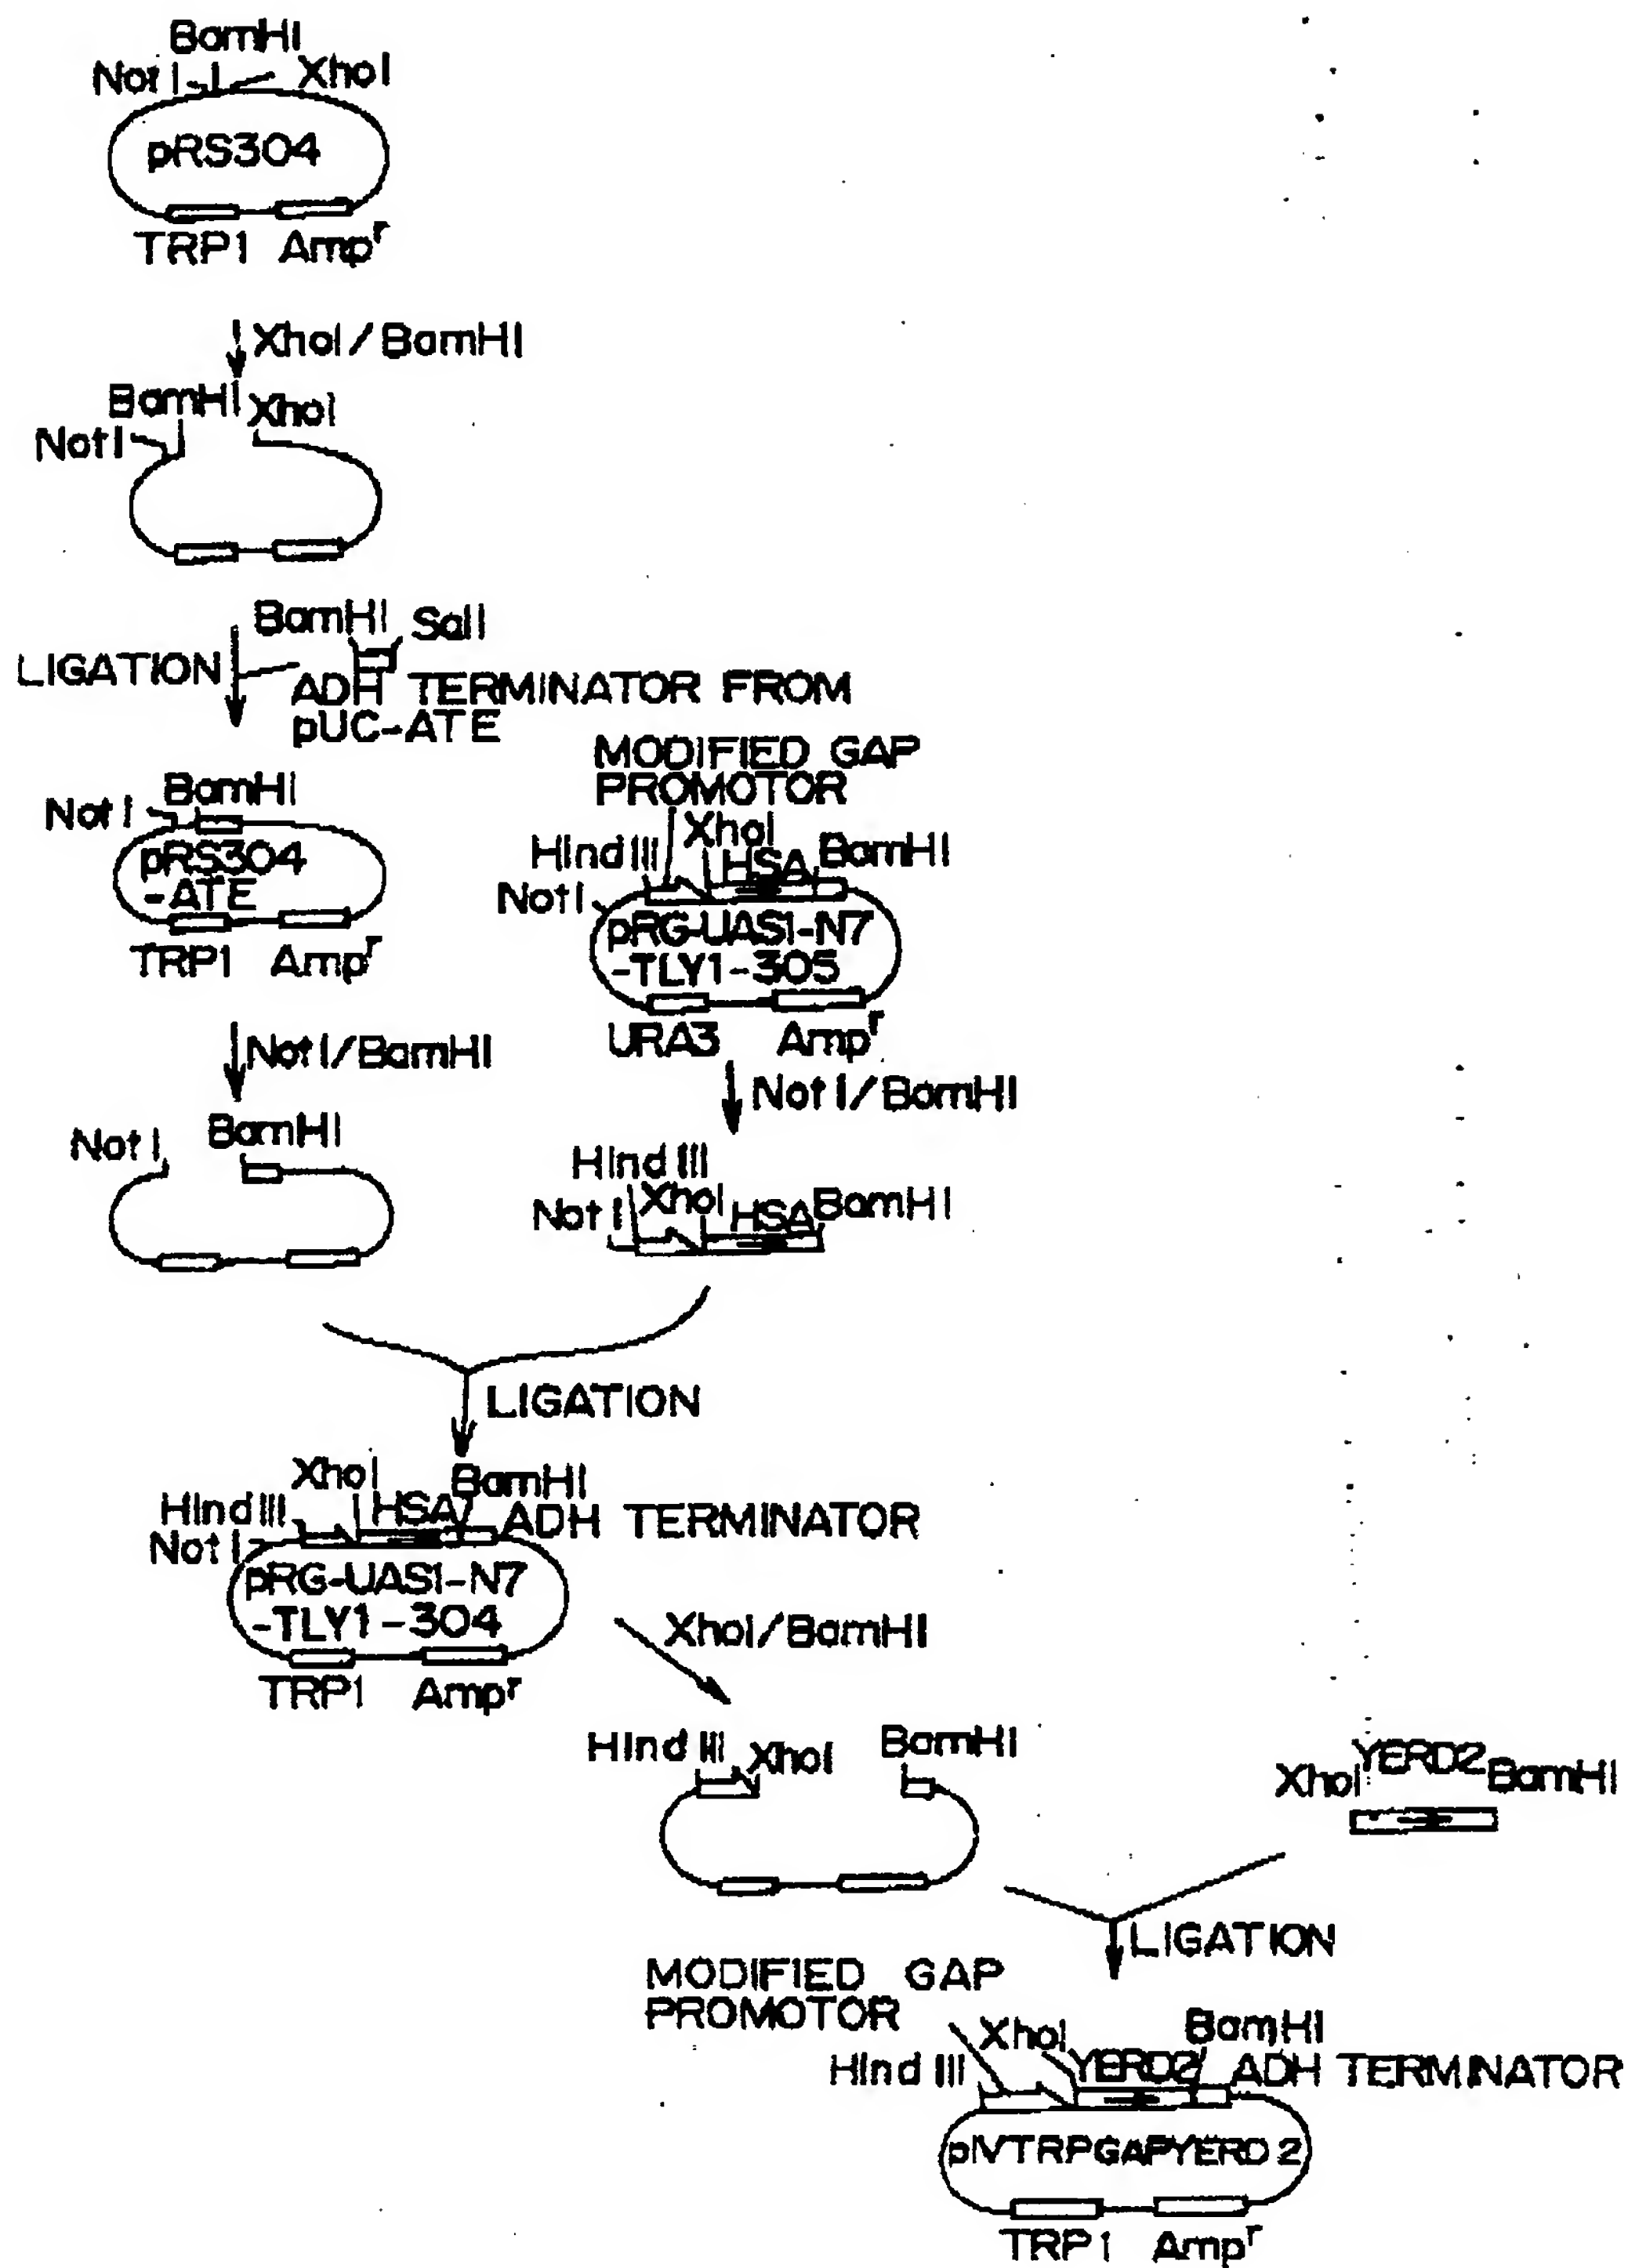 BamHI
NotI XhoI
pRS304
TRP1 Ampr
XhoI/BamHI
BamHI XhoI
NotI
BamHI SalI
LIGATION
ADH TERMINATOR FROM
pUC-ATE
MODIFIED GAP
PROMOTOR
NotI BamHI
pRS304
-ATE
TRP1 Ampr
XhoI
HindIII HSA BamHI
NotI
pRG-UAS1-N7
-TLY1-305
URA3 Ampr
NotI/BamHI
NotI/BamHI
NotI BamHI
HindIII
NotI XhoI HSA BamHI
LIGATION
XhoI BamHI
HindIII HSA ADH TERMINATOR
NotI
pRG-UAS1-N7
-TLY1-304
TRP1 Ampr
XhoI/BamHI
HindIII XhoI BamHI
XhoI YERD2 BamHI
LIGATION
MODIFIED GAP
PROMOTOR
XhoI BamHI
HindIII YERD2 ADH TERMINATOR
pIVTRPGAPYERD2
TRP1 Ampr